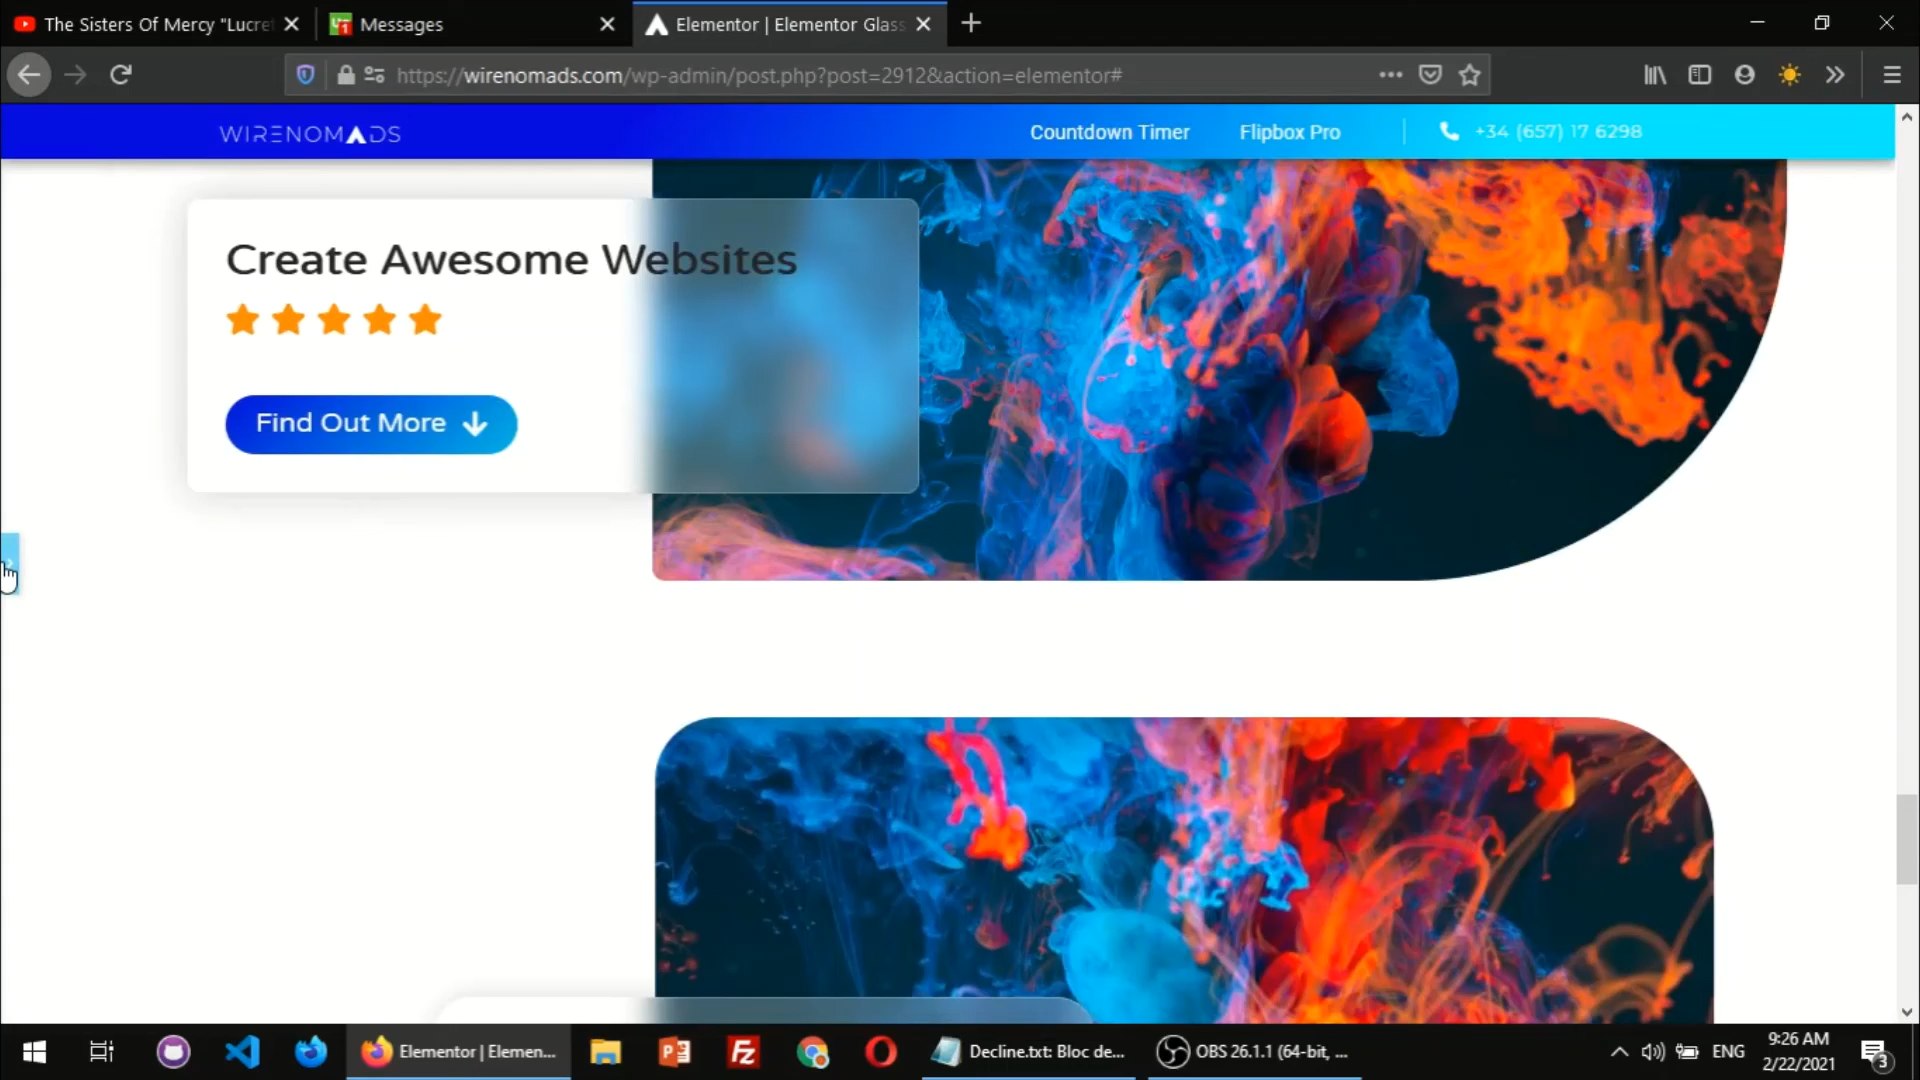 The Sisters Of Mercy "Lucre
Messages
Elementor | Elementor Glass
https://wirenomads.com/wp-admin/post.php?post=2912&action=elementor#
WIRENOMADS
Countdown Timer
Flipbox Pro
+34 (657) 17 6298
Create Awesome Websites
Find Out More
Elementor | Elemen...
Decline.txt: Bloc de...
OBS 26.1.1 (64-bit, ...
ENG
9:26 AM
2/22/2021
3